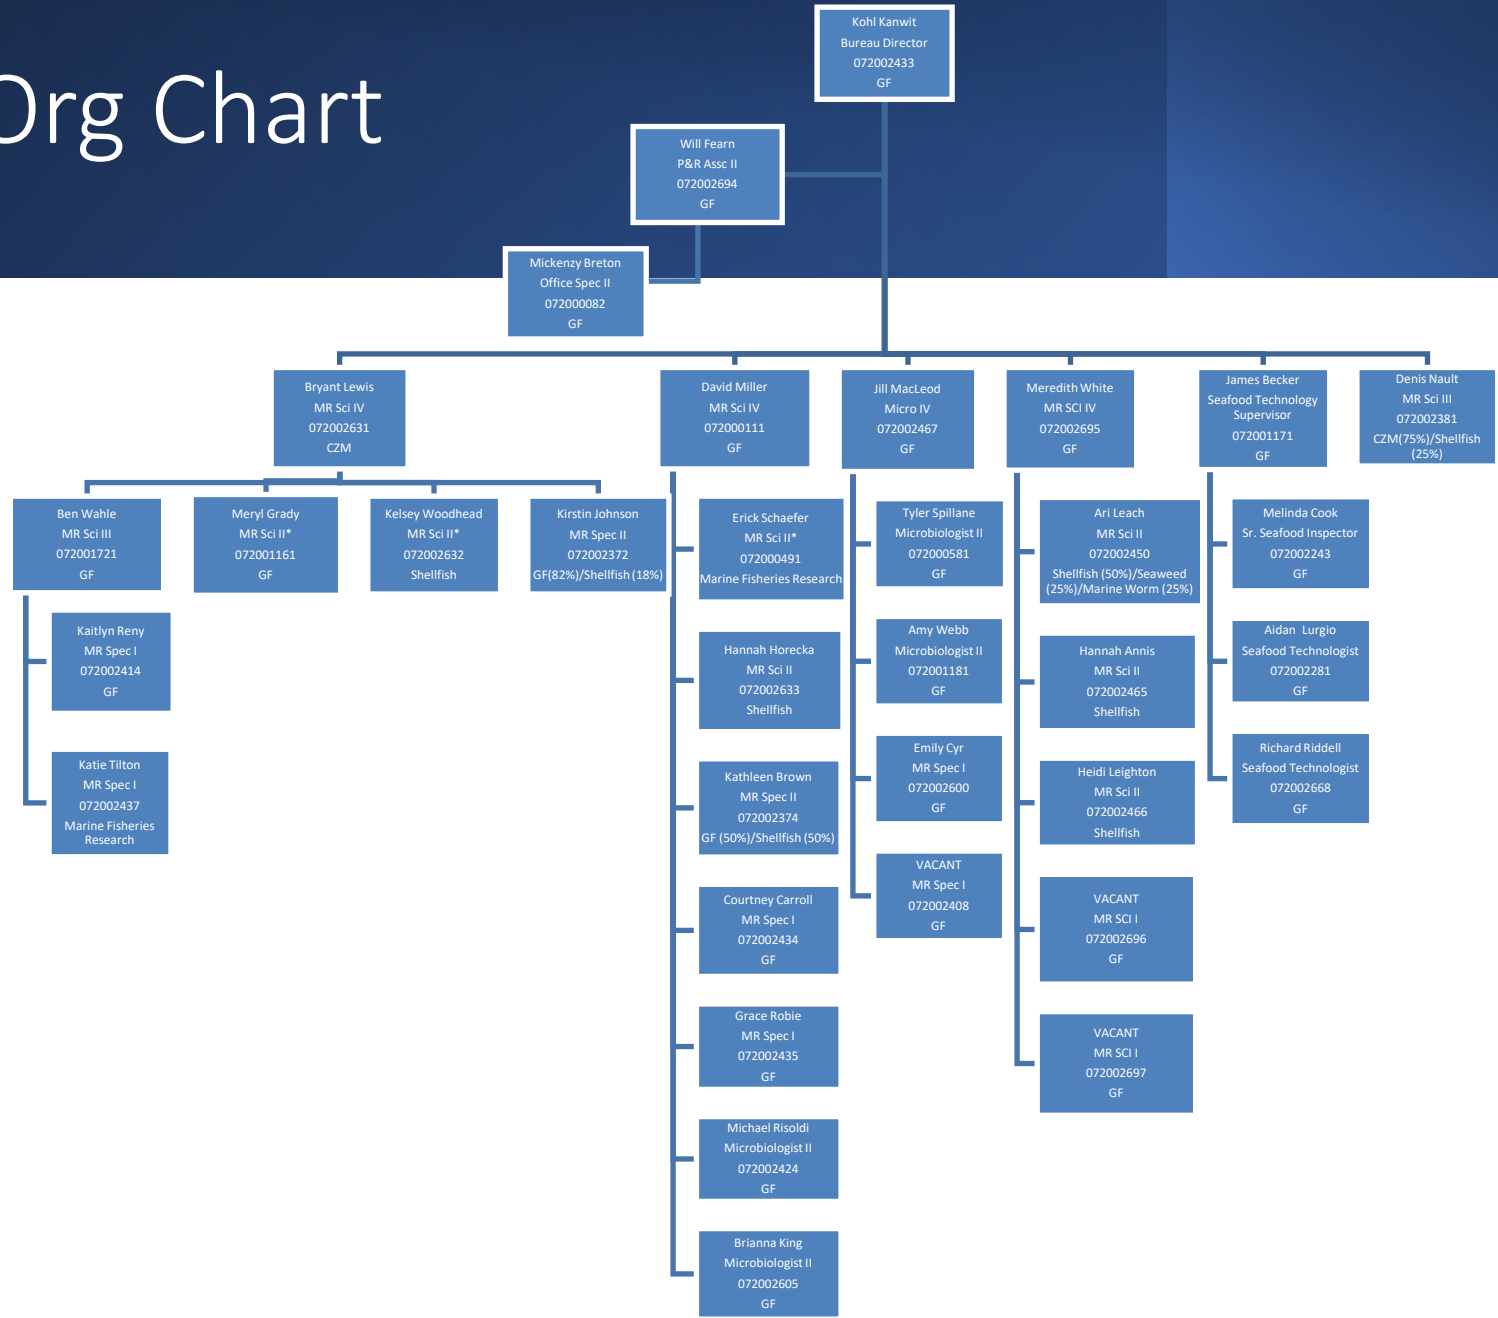 Org Chart
Kohl Kanwit
Bureau Director
072002433
GF
Will Fearn
P&R Assc II
072002694
GF
Mickenzy Breton
Office Spec II
072000082
GF
Bryant Lewis
MR Sci IV
072002631
CZM
David Miller
MR Sci IV
072000111
GF
Jill MacLeod
Micro IV
072002467
GF
Meredith White
MR SCI IV
072002695
GF
James Becker
Seafood Technology
Supervisor
072001171
GF
Denis Nault
MR Sci III
072002381
CZM(75%)/Shellfish
(25%)
Ben Wahle
MR Sci III
072001721
GF
Meryl Grady
MR Sci II*
072001161
GF
Kelsey Woodhead
MR Sci II*
072002632
Shellfish
Kirstin Johnson
MR Spec II
072002372
GF(82%)/Shellfish (18%)
Kaitlyn Reny
MR Spec I
072002414
GF
Katie Tilton
MR Spec I
072002437
Marine Fisheries
Research
Erick Schaefer
MR Sci II*
072000491
Marine Fisheries Research
Hannah Horecka
MR Sci II
072002633
Shellfish
Kathleen Brown
MR Spec II
072002374
GF (50%)/Shellfish (50%)
Courtney Carroll
MR Spec I
072002434
GF
Grace Robie
MR Spec I
072002435
GF
Michael Risoldi
Microbiologist II
072002424
GF
Brianna King
Microbiologist II
072002605
GF
Tyler Spillane
Microbiologist II
072000581
GF
Amy Webb
Microbiologist II
072001181
GF
Emily Cyr
MR Spec I
072002600
GF
VACANT
MR Spec I
072002408
GF
Ari Leach
MR Sci II
072002450
Shellfish (50%)/Seaweed
(25%)/Marine Worm (25%)
Hannah Annis
MR Sci II
072002465
Shellfish
Heidi Leighton
MR Sci II
072002466
Shellfish
VACANT
MR SCI I
072002696
GF
VACANT
MR SCI I
072002697
GF
Melinda Cook
Sr. Seafood Inspector
072002243
GF
Aidan Lurgio
Seafood Technologist
072002281
GF
Richard Riddell
Seafood Technologist
072002668
GF